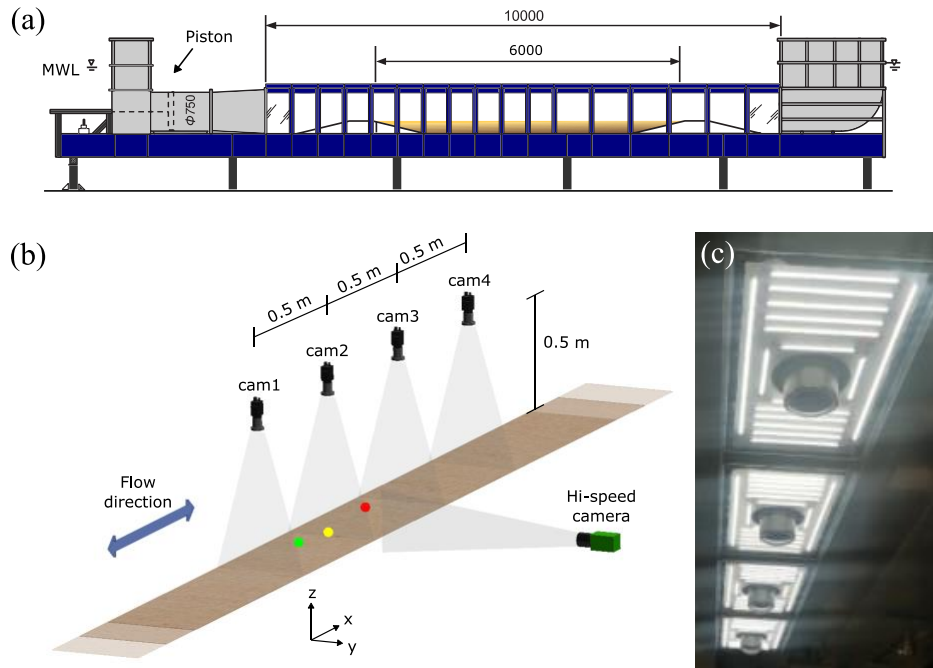 (a)
10000
Piston
6000
MWL
Φ750
(b)
(c)
0.5 m
0.5 m
0.5 m
cam4
cam3
0.5 m
cam2
cam1
Flow
direction
Hi-speed
camera
z
x
y